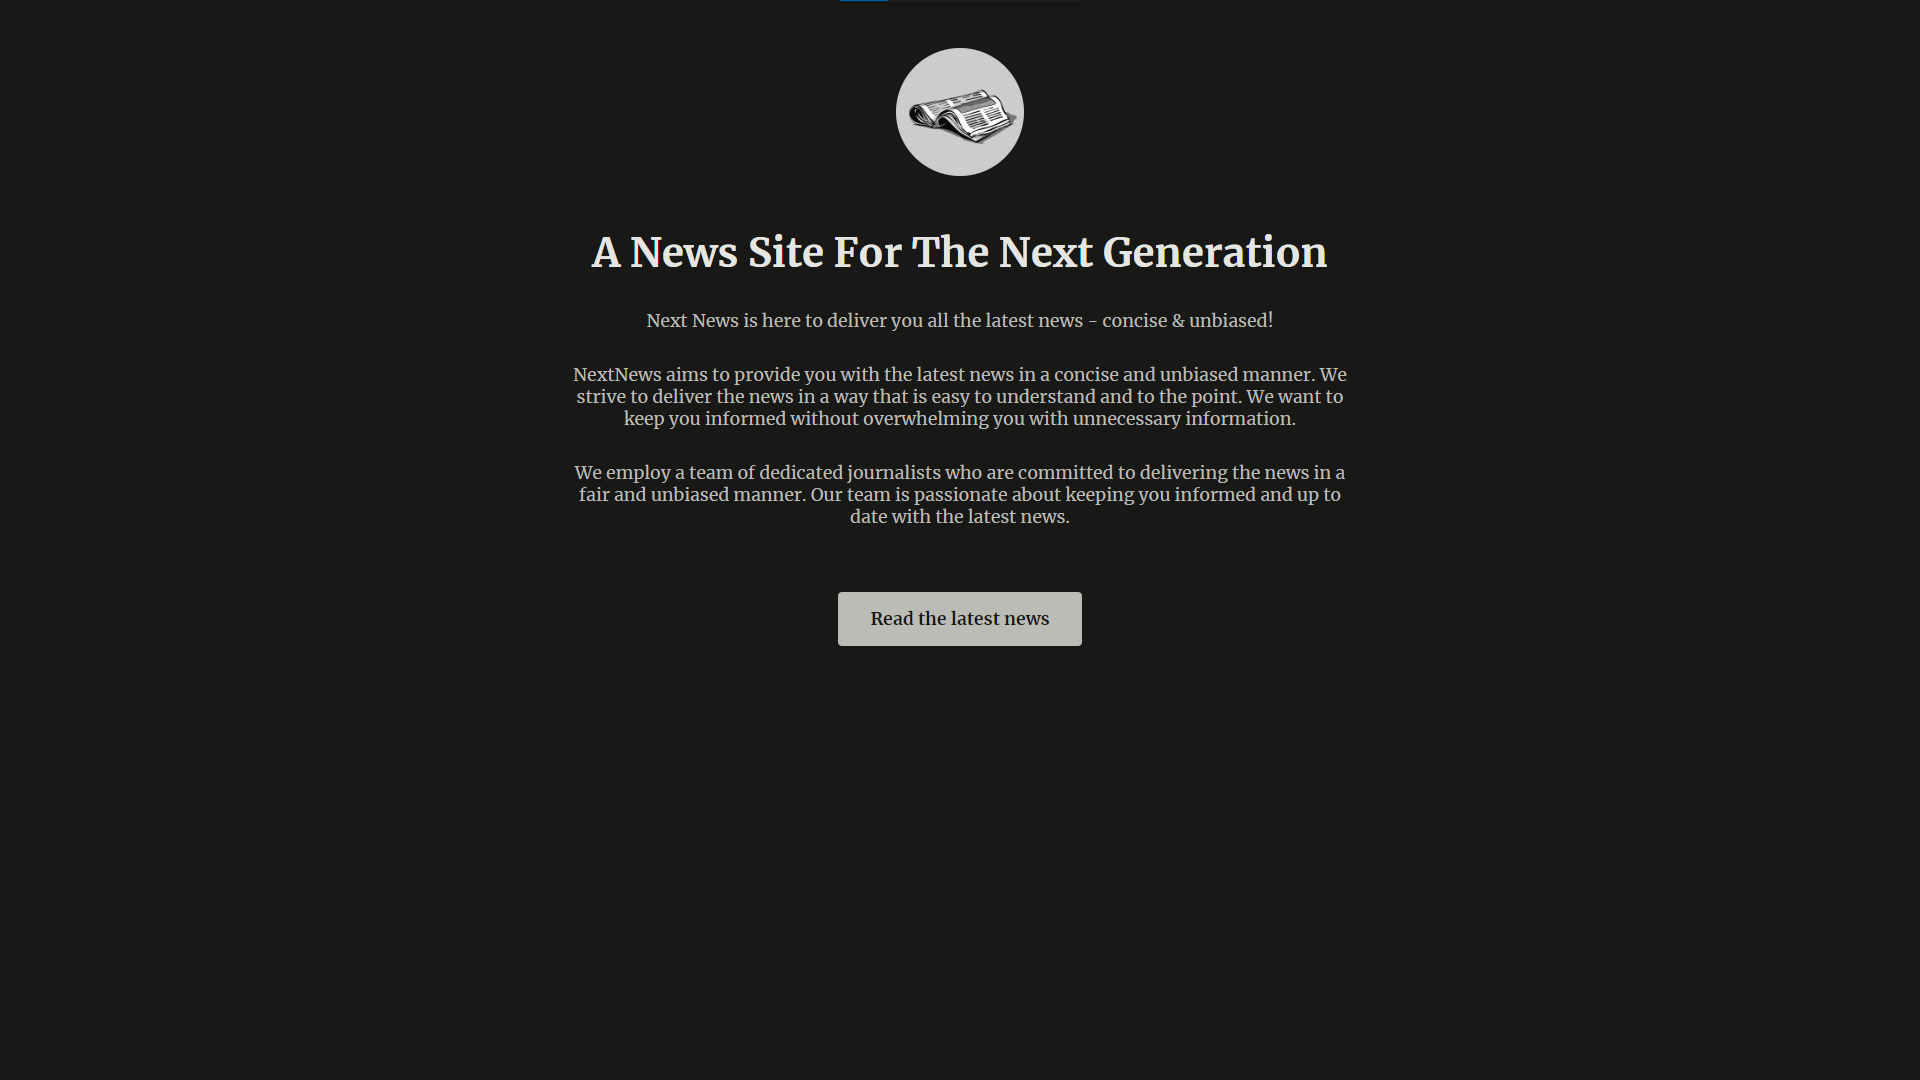 A News Site For The Next Generation
Next News is here to deliver you all the latest news - concise & unbiased!
NextNews aims to provide you with the latest news in a concise and unbiased manner. We
strive to deliver the news in a way that is easy to understand and to the point. We want to
keep you informed without overwhelming you with unnecessary information.
We employ a team of dedicated journalists who are committed to delivering the news in a
fair and unbiased manner. Our team is passionate about keeping you informed and up to
date with the latest news.
Read the latest news